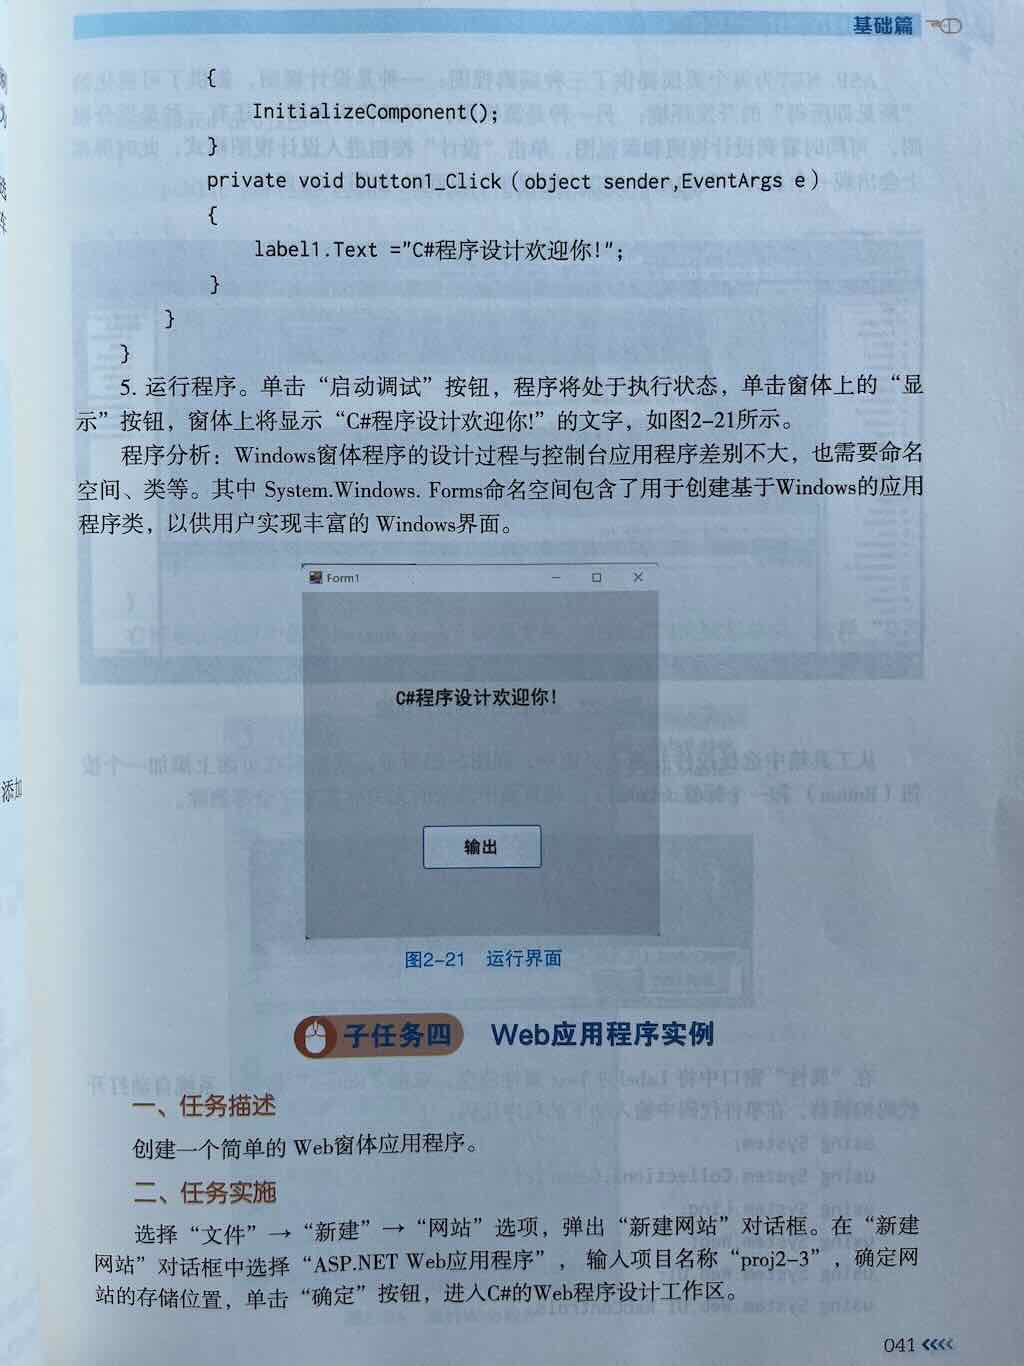 基础篇
{
InitializeComponent();
}
private void button1_Click(object sender,EventArgs e)
{
label1.Text ="C#程序设计欢迎你!";
}
}
}
5. 运行程序。单击“启动调试”按钮，程序将处于执行状态，单击窗体上的“显
示”按钮，窗体上将显示“C#程序设计欢迎你!”的文字，如图2-21所示。
程序分析：Windows窗体程序的设计过程与控制台应用程序差别不大，也需要命名
空间、类等。其中 System.Windows. Forms命名空间包含了用于创建基于Windows的应用
程序类，以供用户实现丰富的 Windows界面。
Form1
C#程序设计欢迎你!
输出
图2-21 运行界面
子任务四 Web应用程序实例
一、任务描述
创建一个简单的 Web窗体应用程序。
二、任务实施
选择“文件”→“新建”→“网站”选项，弹出“新建网站”对话框。在“新建
网站”对话框中选择“ASP.NET Web应用程序”，输入项目名称“proj2-3”，确定网
站的存储位置，单击“确定”按钮，进入C#的Web程序设计工作区。
041
添加